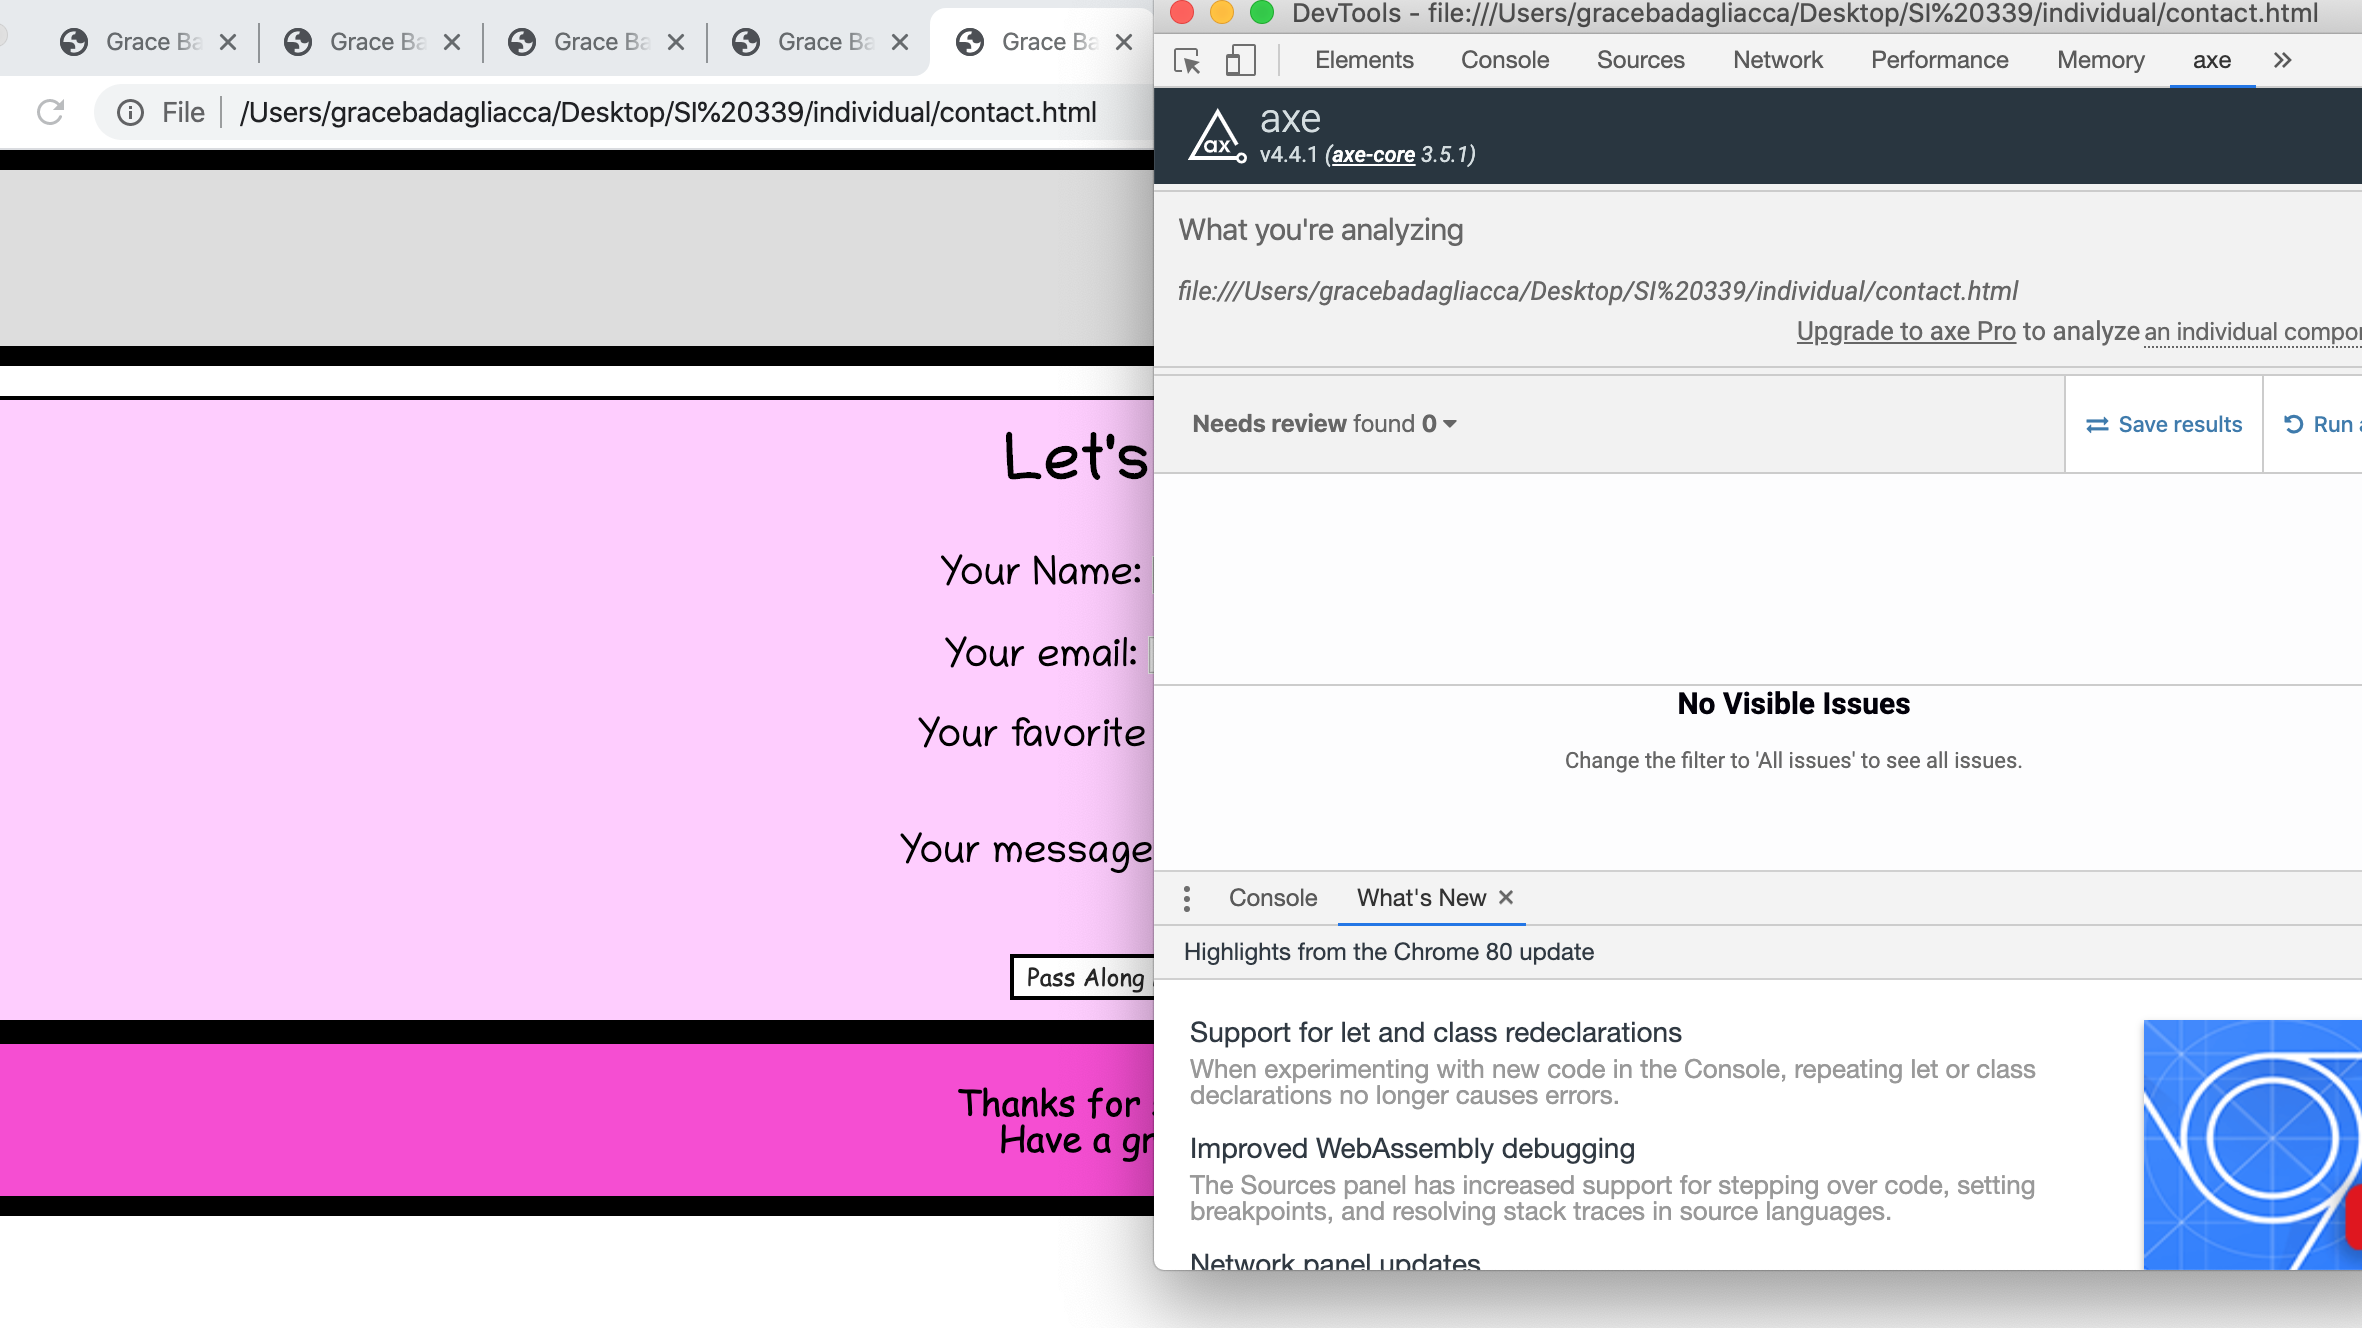 Grace Ba
Grace Ba
Grace Ba
Grace Ba
Grace Ba
File
/Users/gracebadagliacca/Desktop/SI%20339/individual/contact.html
Let's
Your Name:
Your email:
Your favorite
Your message
Pass Along
Thanks for
Have a gr
DevTools - file:///Users/gracebadagliacca/Desktop/SI%20339/individual/contact.html
Elements Console Sources Network Performance Memory axe
ax
axe
v4.4.1 (axe-core 3.5.1)
What you're analyzing
file:///Users/gracebadagliacca/Desktop/SI%20339/individual/contact.html
Upgrade to axe Pro to analyze an individual compo
Needs review found 0
Save results
Run a
No Visible Issues
Change the filter to 'All issues' to see all issues.
Console What's New
Highlights from the Chrome 80 update
Support for let and class redeclarations
When experimenting with new code in the Console, repeating let or class
declarations no longer causes errors.
Improved WebAssembly debugging
The Sources panel has increased support for stepping over code, setting
breakpoints, and resolving stack traces in source languages.
Network panel updates